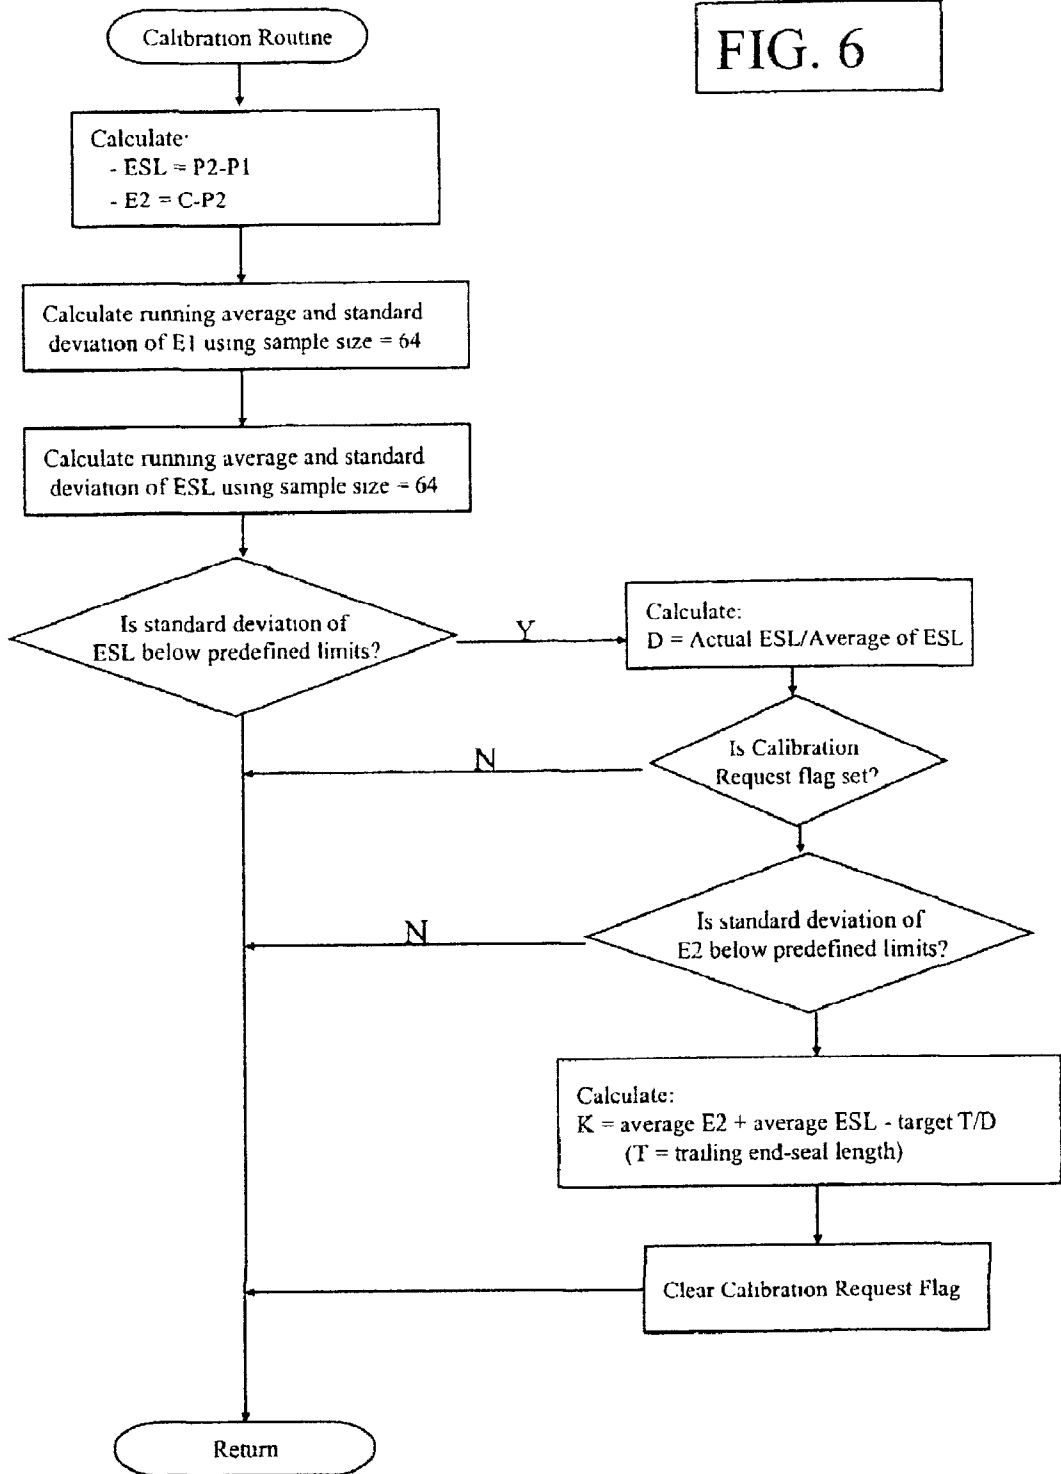 Calibration Routine
FIG. 6
Calculate:
- ESL = P2-P1
- E2 = C-P2
Calculate running average and standard
deviation of E1 using sample size = 64
Calculate running average and standard
deviation of ESL using sample size = 64
Is standard deviation of
ESL below predefined limits?
Y
Calculate:
D = Actual ESL/Average of ESL
Is Calibration
Request flag set?
N
Is standard deviation of
E2 below predefined limits?
N
Calculate:
K = average E2 + average ESL - target T/D
(T = trailing end-seal length)
Clear Calibration Request Flag
Return